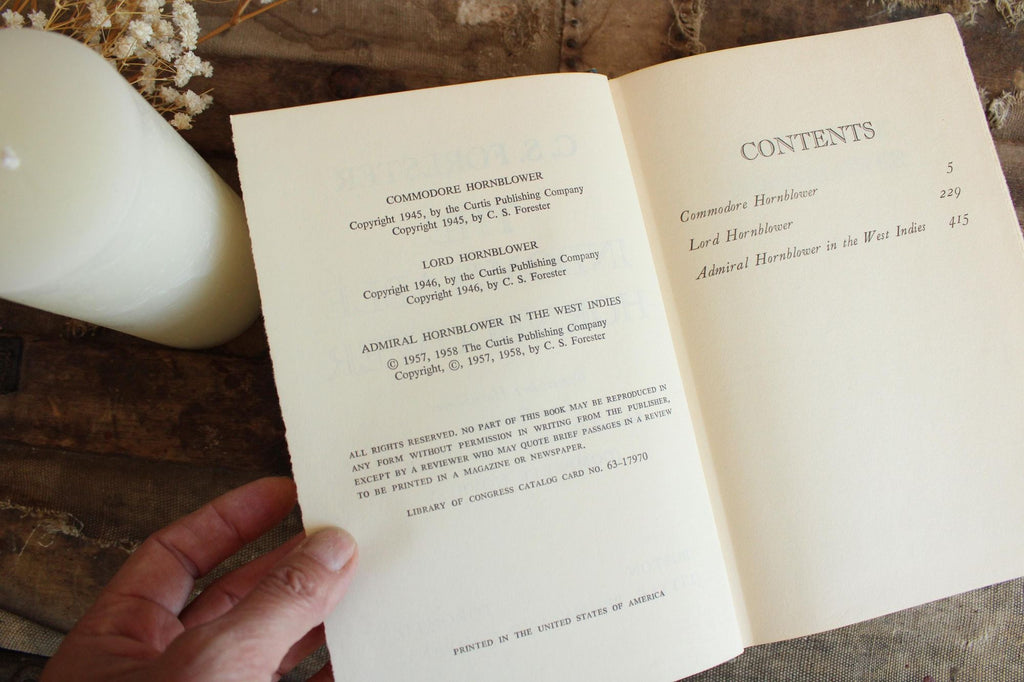 COMMODORE HORNBLOWER
Copyright 1945, by the Curtis Publishing Company
Copyright 1945, by C. S. Forester
LORD HORNBLOWER
Copyright 1946, by the Curtis Publishing Company
Copyright 1946, by C. S. Forester
ADMIRAL HORNBLOWER IN THE WEST INDIES
© 1957, 1958 The Curtis Publishing Company
Copyright, ©, 1957, 1958, by C. S. Forester
ALL RIGHTS RESERVED. NO PART OF THIS BOOK MAY BE REPRODUCED IN
ANY FORM WITHOUT PERMISSION IN WRITING FROM THE PUBLISHER,
EXCEPT BY A REVIEWER WHO MAY QUOTE BRIEF PASSAGES IN A REVIEW
TO BE PRINTED IN A MAGAZINE OR NEWSPAPER.
LIBRARY OF CONGRESS CATALOG CARD NO. 63-17970
PRINTED IN THE UNITED STATES OF AMERICA
CONTENTS
Commodore Hornblower 5
Lord Hornblower 229
Admiral Hornblower in the West Indies 415